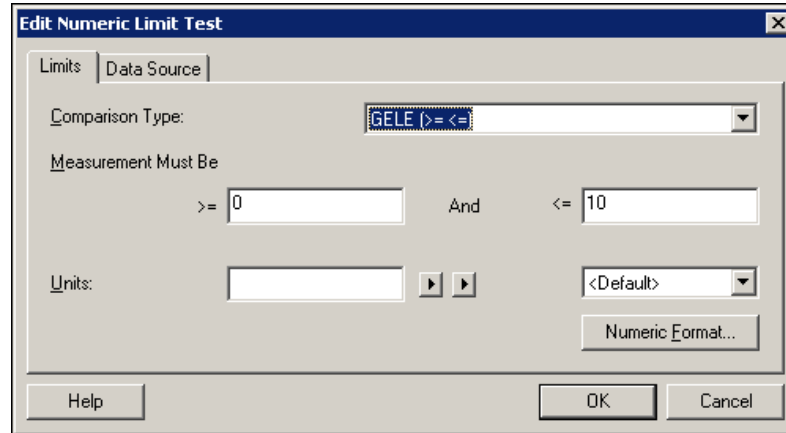 Edit Numeric Limit Test
Limits Data Source
Comparison Type: GELE (>= <=)
Measurement Must Be
>= 0 And <= 10
Units: <Default>
Numeric Format...
Help OK Cancel